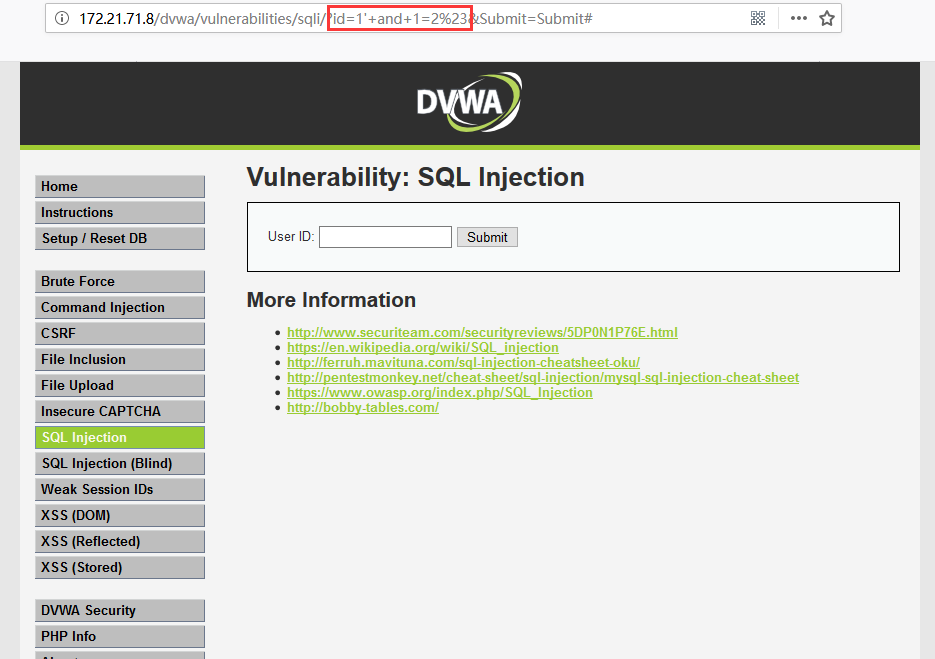 172.21.71.8/dvwa/vulnerabilities/sqli/?id=1'+and+1=2%23&Submit=Submit#
DVWA
Home
Instructions
Setup / Reset DB
Brute Force
Command Injection
CSRF
File Inclusion
File Upload
Insecure CAPTCHA
SQL Injection
SQL Injection (Blind)
Weak Session IDs
XSS (DOM)
XSS (Reflected)
XSS (Stored)
DVWA Security
PHP Info
Vulnerability: SQL Injection
User ID:
Submit
More Information
http://www.securiteam.com/securityreviews/5DP0N1P76E.html
https://en.wikipedia.org/wiki/SQL_injection
http://ferruh.mavituna.com/sql-injection-cheatsheet-oku/
http://pentestmonkey.net/cheat-sheet/sql-injection/mysql-sql-injection-cheat-sheet
https://www.owasp.org/index.php/SQL_Injection
http://bobby-tables.com/